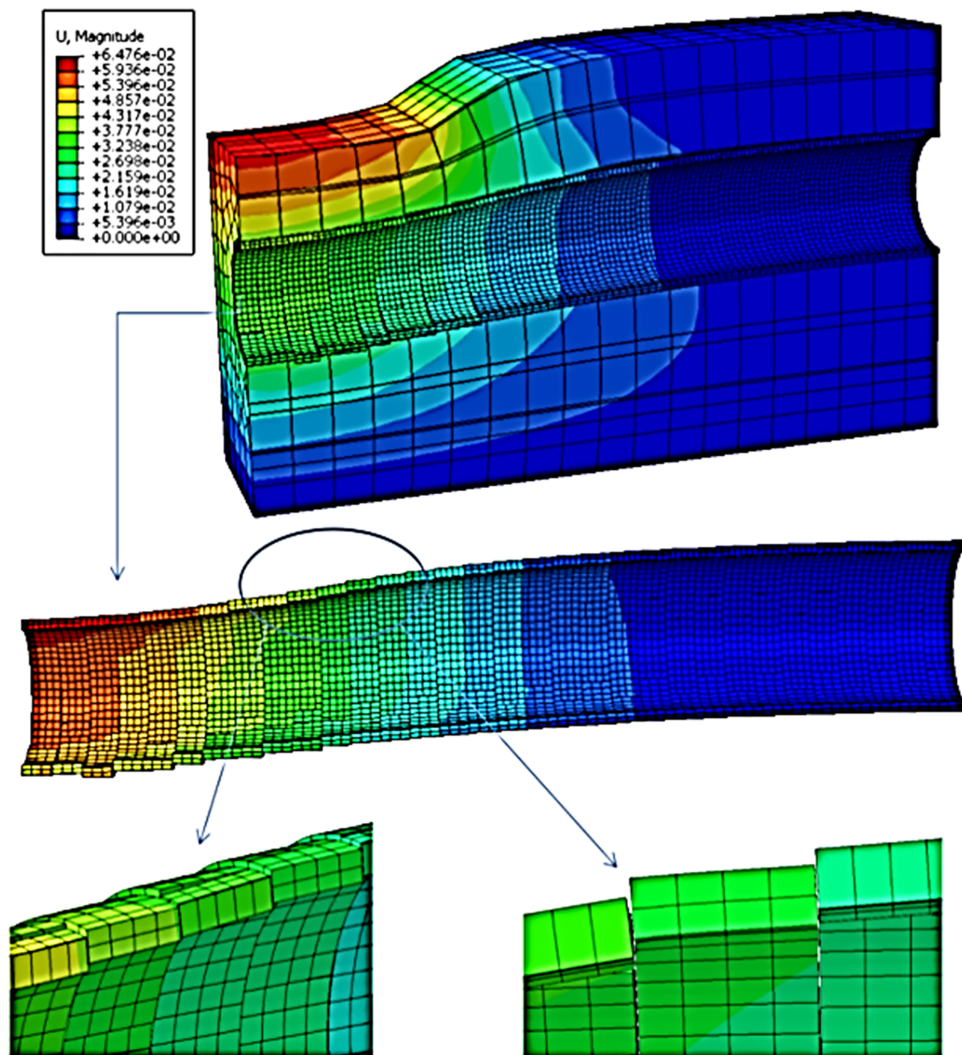 U, Magnitude
+6.476e-02
+5.936e-02
+5.396e-02
+4.857e-02
+4.317e-02
+3.777e-02
+3.238e-02
+2.698e-02
+2.159e-02
+1.619e-02
+1.079e-02
+5.396e-03
+0.000e+00